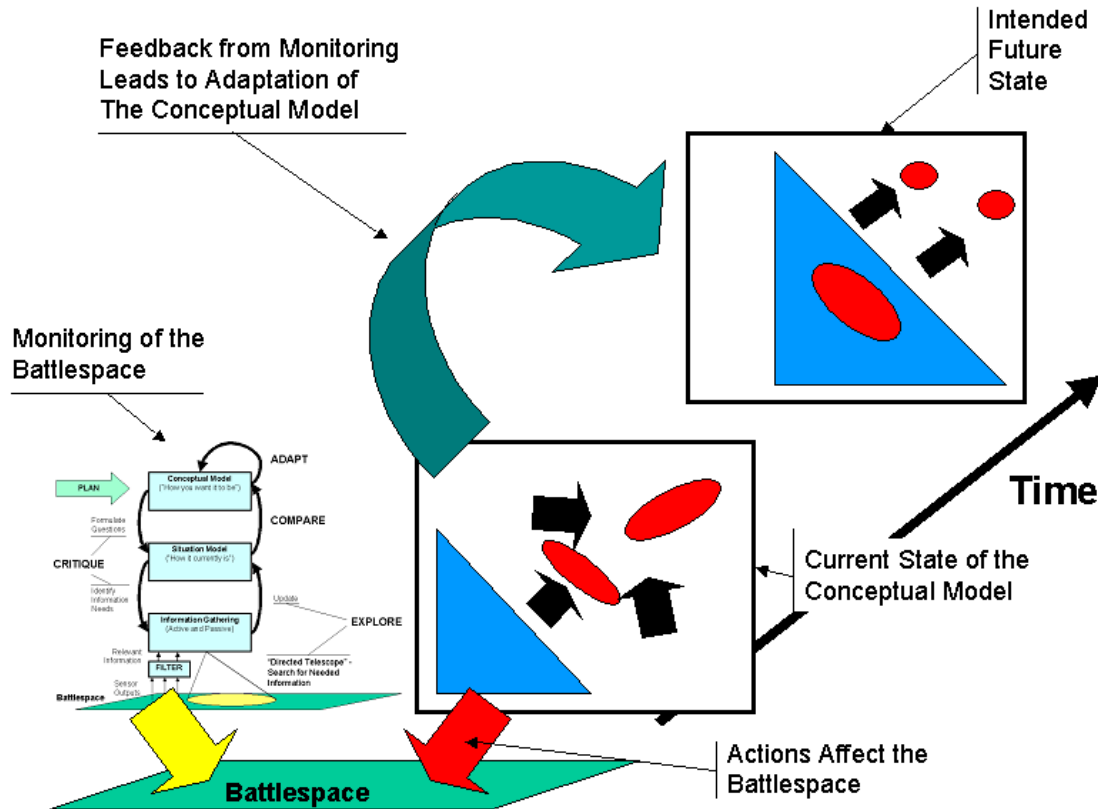 Feedback from Monitoring
Leads to Adaptation of
The Conceptual Model
Intended
Future
State
Monitoring of the
Battlespace
ADAPT
PLAN
Conceptual Model
("How you want it to be")
Formulate
Questions
COMPARE
CRITIQUE
Situation Model
("How it currently is")
Identify
Information
Needs
Update
EXPLORE
Information Gathering
(Active and Passive)
Relevant
Information
FILTER
"Directed Telescope" -
Search for Needed
Information
Sensor
Outputs
Battlespace
Time
Current State of the
Conceptual Model
Actions Affect the
Battlespace
Battlespace